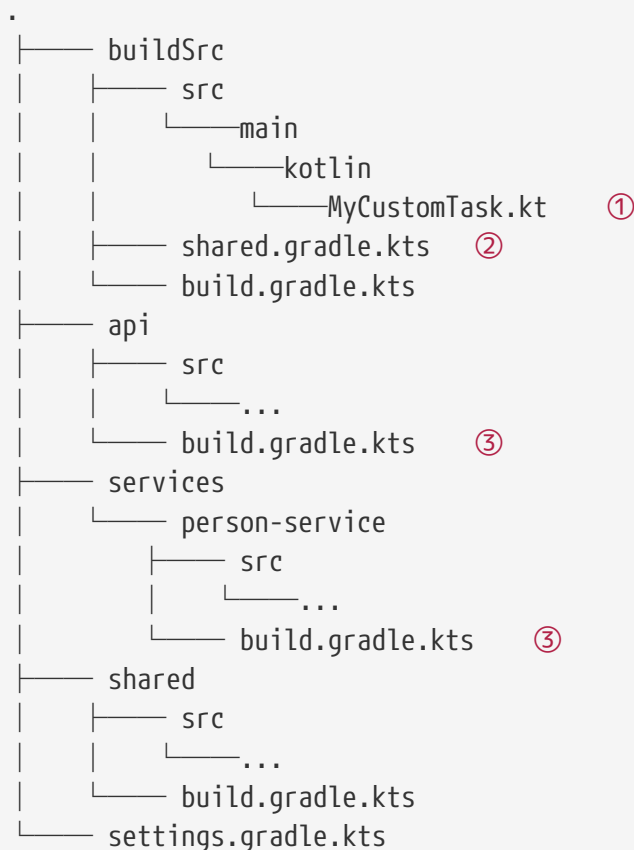 .
├── buildSrc
│   ├── src
│   │   └──main
│   │      └──kotlin
│   │         └──MyCustomTask.kt ①
│   ├── shared.gradle.kts ②
│   └── build.gradle.kts
├── api
│   ├── src
│   │   └──...
│   └── build.gradle.kts ③
├── services
│   └── person-service
│       ├── src
│       │   └──...
│       └── build.gradle.kts ③
├── shared
│   ├── src
│   │   └──...
│   └── build.gradle.kts
└── settings.gradle.kts